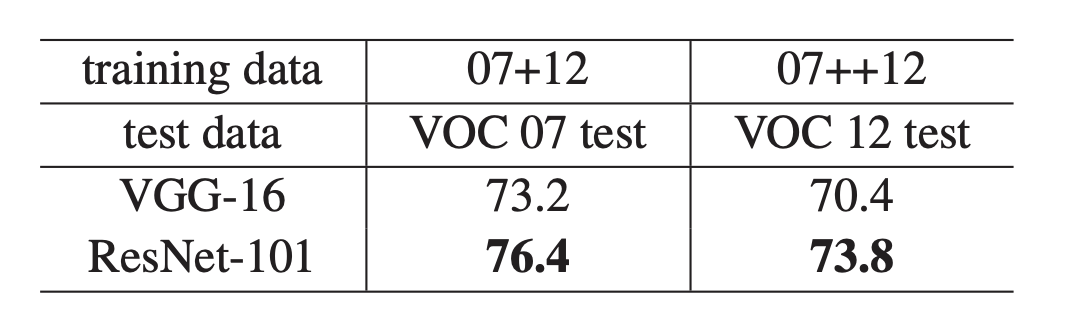 training data 07+12 07++12
test data VOC 07 test VOC 12 test
VGG-16 73.2 70.4
ResNet-101 76.4 73.8